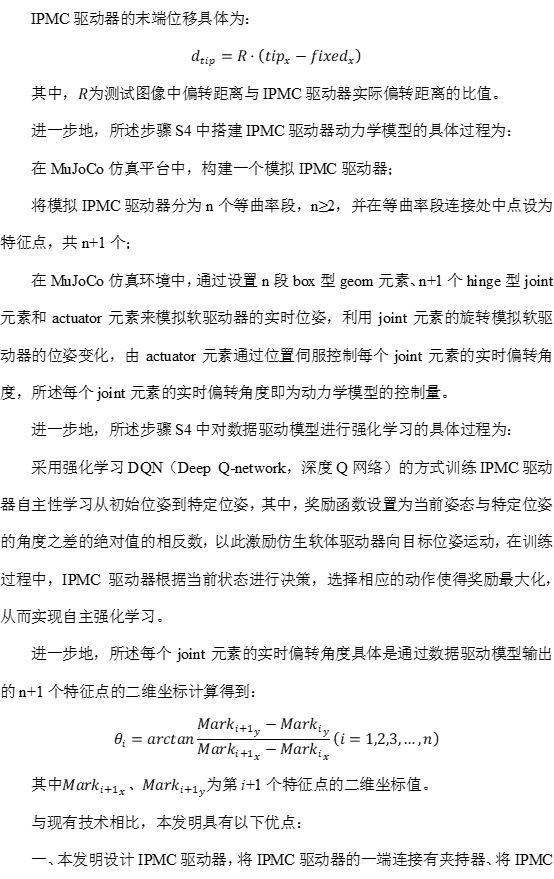 IPMC 驱动器的末端位移具体为:
d_tip = R · (tip_x − fixed_x)
其中，R为测试图像中偏转距离与 IPMC 驱动器实际偏转距离的比值。
进一步地，所述步骤 S4 中搭建 IPMC 驱动器动力学模型的具体过程为:
在 MuJoCo 仿真平台中，构建一个模拟 IPMC 驱动器;
将模拟 IPMC 驱动器分为 n 个等曲率段，n≥2，并在等曲率段连接处中点设为
特征点，共 n+1 个;
在 MuJoCo 仿真环境中，通过设置 n 段 box 型 geom 元素、n+1 个 hinge 型 joint
元素和 actuator 元素来模拟软驱动器的实时位姿，利用 joint 元素的旋转模拟软驱
动器的位姿变化，由 actuator 元素通过位置伺服控制每个 joint 元素的实时偏转角
度，所述每个 joint 元素的实时偏转角度即为动力学模型的控制量。
进一步地，所述步骤 S4 中对数据驱动模型进行强化学习的具体过程为:
采用强化学习 DQN（Deep Q-network，深度 Q 网络）的方式训练 IPMC 驱动
器自主性学习从初始位姿到特定位姿，其中，奖励函数设置为当前姿态与特定位姿
的角度之差的绝对值的相反数，以此激励仿生软体驱动器向目标位姿运动，在训练
过程中，IPMC 驱动器根据当前状态进行决策，选择相应的动作使得奖励最大化，
从而实现自主强化学习。
进一步地，所述每个 joint 元素的实时偏转角度具体是通过数据驱动模型输出
的 n+1 个特征点的二维坐标计算得到:
θ_i = arctan (Mark_{i+1_y} − Mark_{i_y}) / (Mark_{i+1_x} − Mark_{i_x}) (i = 1,2,3, … , n)
其中Mark_{i+1_x}、Mark_{i+1_y}为第 i+1 个特征点的二维坐标值。
与现有技术相比，本发明具有以下优点:
一、本发明设计 IPMC 驱动器，将 IPMC 驱动器的一端连接有夹持器、将 IPMC